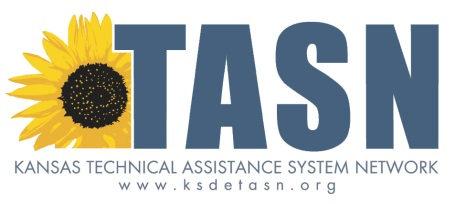 TASN
KANSAS TECHNICAL ASSISTANCE SYSTEM NETWORK
www.ksdetasn.org